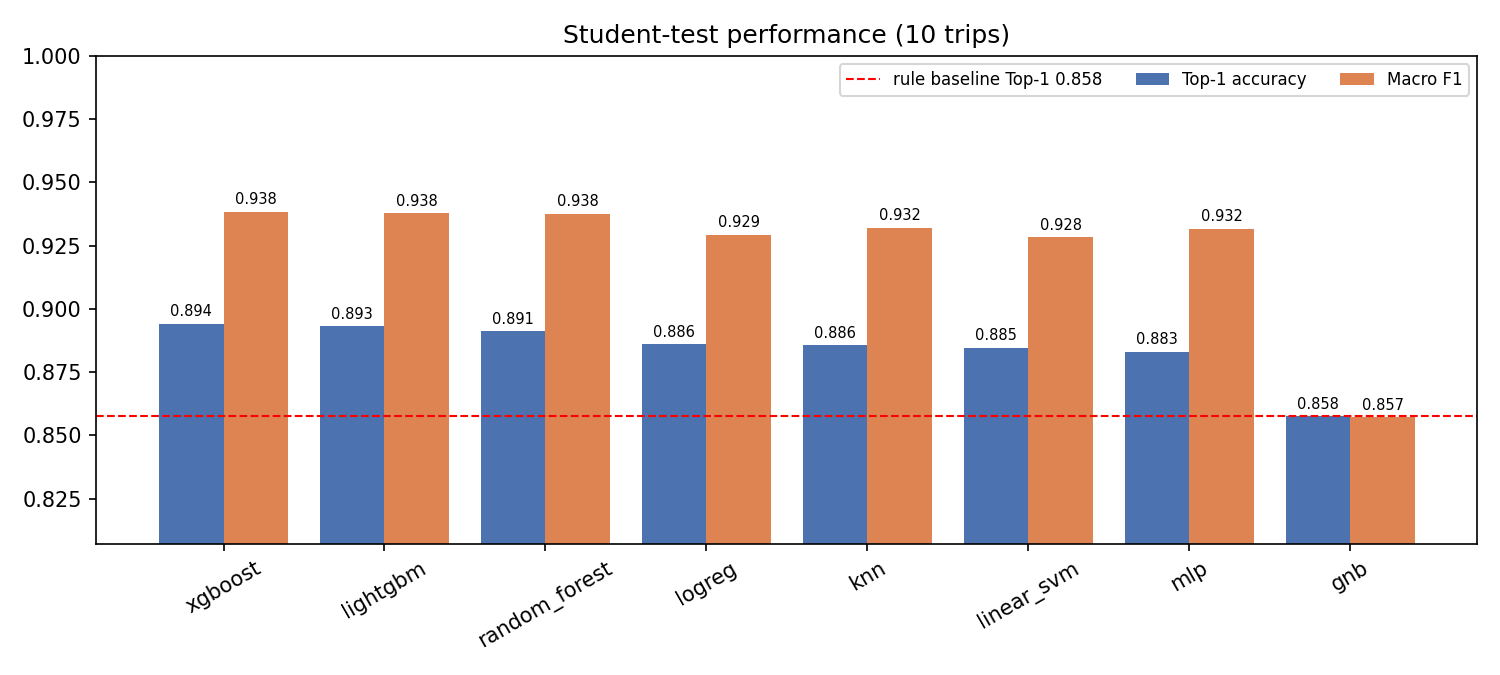 Student-test performance (10 trips)
rule baseline Top-1 0.858 Top-1 accuracy Macro F1
1.000
0.975
0.950
0.925
0.900
0.875
0.850
0.825
0.894 0.938
0.893 0.938
0.891 0.938
0.886 0.929
0.886 0.932
0.885 0.928
0.883 0.932
0.858 0.857
xgboost
lightgbm
random_forest
logreg
knn
linear_svm
mlp
gnb